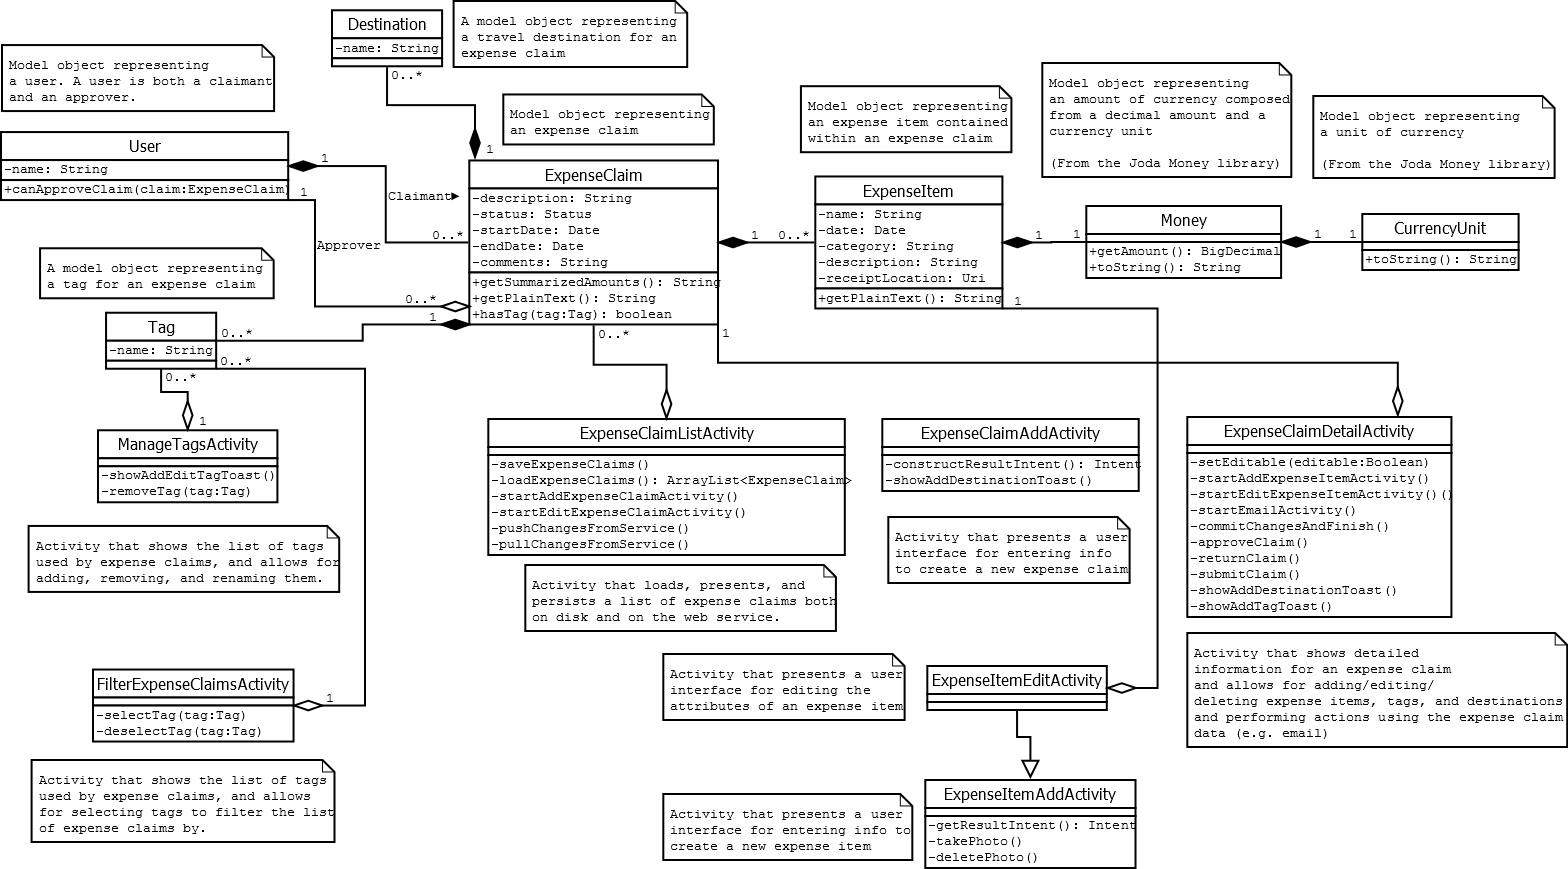 Destination
-name: String
0..*
A model object representing
a travel destination for an
expense claim
Model object representing
a user. A user is both a claimant
and an approver.
Model object representing
an expense claim
1
Model object representing
an expense item contained
within an expense claim
Model object representing
an amount of currency composed
from a decimal amount and a
currency unit
(From the Joda Money library)
Model object representing
a unit of currency
(From the Joda Money library)
User
-name: String
+canApproveClaim(claim:ExpenseClaim)
1
1
Claimant▶
0..*
Approver
0..*
1
ExpenseClaim
-description: String
-status: Status
-startDate: Date
-endDate: Date
-comments: String
+getSummarizedAmounts(): String
+getPlainText(): String
+hasTag(tag:Tag): boolean
1
0..*
ExpenseItem
-name: String
-date: Date
-category: String
-description: String
-receiptLocation: Uri
+getPlainText(): String
1
1
1
Money
+getAmount(): BigDecimal
+toString(): String
1
1
CurrencyUnit
+toString(): String
A model object representing
a tag for an expense claim
Tag
-name: String
0..*
0..*
0..*
1
0..*
1
ManageTagsActivity
-showAddEditTagToast()
-removeTag(tag:Tag)
Activity that shows the list of tags
used by expense claims, and allows for
adding, removing, and renaming them.
ExpenseClaimListActivity
-saveExpenseClaims()
-loadExpenseClaims(): ArrayList<ExpenseClaim>
-startAddExpenseClaimActivity()
-startEditExpenseClaimActivity()
-pushChangesFromService()
-pullChangesFromService()
Activity that loads, presents, and
persists a list of expense claims both
on disk and on the web service.
ExpenseClaimAddActivity
-constructResultIntent(): Intent
-showAddDestinationToast()
Activity that presents a user
interface for entering info
to create a new expense claim
ExpenseClaimDetailActivity
-setEditable(editable:Boolean)
-startAddExpenseItemActivity()
-startEditExpenseItemActivity()()
-startEmailActivity()
-commitChangesAndFinish()
-approveClaim()
-returnClaim()
-submitClaim()
-showAddDestinationToast()
-showAddTagToast()
Activity that shows detailed
information for an expense claim
and allows for adding/editing/
deleting expense items, tags, and destinations
and performing actions using the expense claim
data (e.g. email)
FilterExpenseClaimsActivity
-selectTag(tag:Tag)
-deselectTag(tag:Tag)
1
Activity that shows the list of tags
used by expense claims, and allows
for selecting tags to filter the list
of expense claims by.
Activity that presents a user
interface for editing the
attributes of an expense item
ExpenseItemEditActivity
Activity that presents a user
interface for entering info to
create a new expense item
ExpenseItemAddActivity
-getResultIntent(): Intent
-takePhoto()
-deletePhoto()